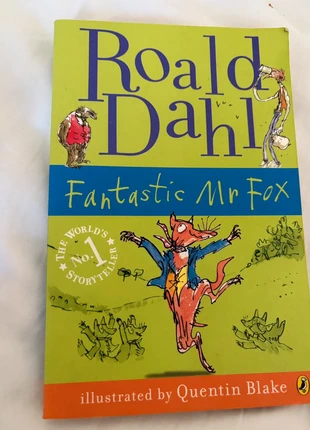 Roald
Dahl
Fantastic Mr Fox
THE WORLD'S
No. 1
STORYTELLER
illustrated by Quentin Blake